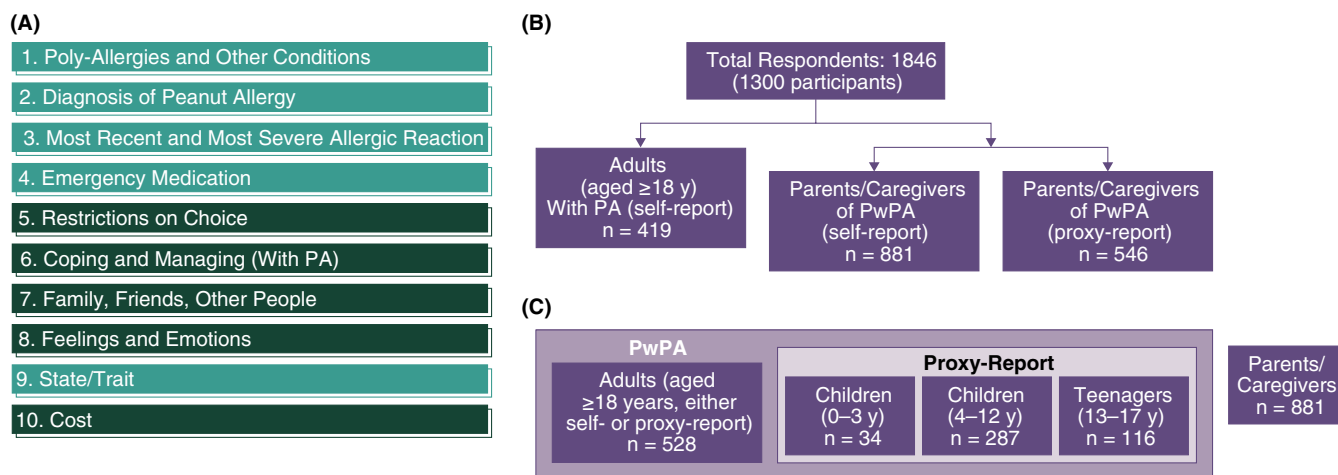 (A)
1. Poly-Allergies and Other Conditions
2. Diagnosis of Peanut Allergy
3. Most Recent and Most Severe Allergic Reaction
4. Emergency Medication
5. Restrictions on Choice
6. Coping and Managing (With PA)
7. Family, Friends, Other People
8. Feelings and Emotions
9. State/Trait
10. Cost
(B)
Total Respondents: 1846
(1300 participants)
Adults
(aged ≥18 y)
With PA (self-report)
n = 419
Parents/Caregivers
of PwPA
(self-report)
n = 881
Parents/Caregivers
of PwPA
(proxy-report)
n = 546
(C)
PwPA
Adults (aged
≥18 years, either
self- or proxy-report)
n = 528
Proxy-Report
Children
(0–3 y)
n = 34
Children
(4–12 y)
n = 287
Teenagers
(13–17 y)
n = 116
Parents/
Caregivers
n = 881